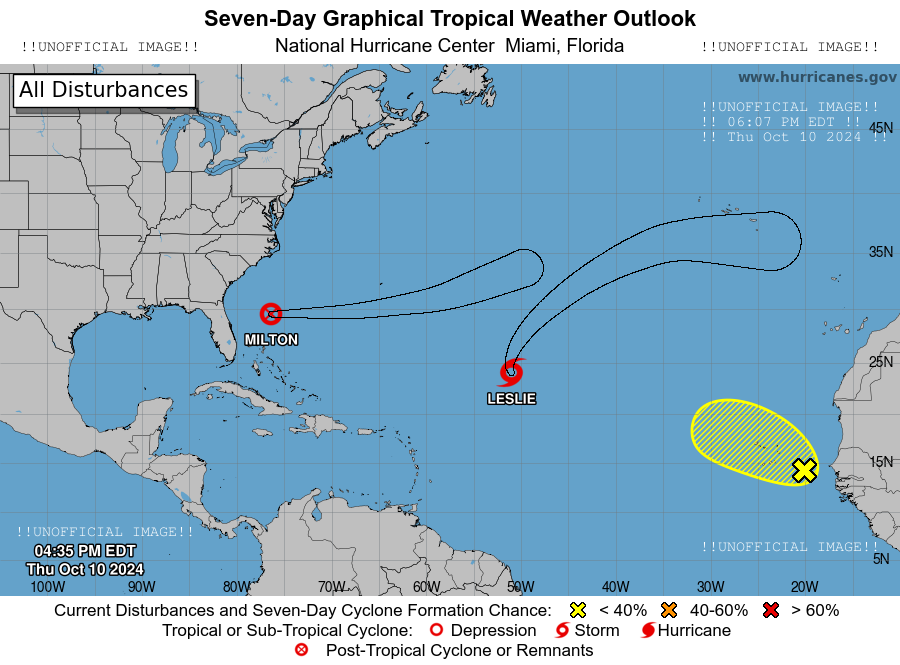 Seven-Day Graphical Tropical Weather Outlook
!!UNOFFICIAL IMAGE!! National Hurricane Center Miami, Florida !!UNOFFICIAL IMAGE!!
All Disturbances
www.hurricanes.gov
!!UNOFFICIAL IMAGE!!
!! 06:07 PM EDT !!
!! Thu Oct 10 2024 !!
45N
35N
MILTON
25N
LESLIE
15N
!!UNOFFICIAL IMAGE!!
04:35 PM EDT
Thu Oct 10 2024
!!UNOFFICIAL IMAGE!!
5N
100W 90W 80W 70W 60W 50W 40W 30W 20W
Current Disturbances and Seven-Day Cyclone Formation Chance: < 40% 40-60% > 60%
Tropical or Sub-Tropical Cyclone: Depression Storm Hurricane
Post-Tropical Cyclone or Remnants